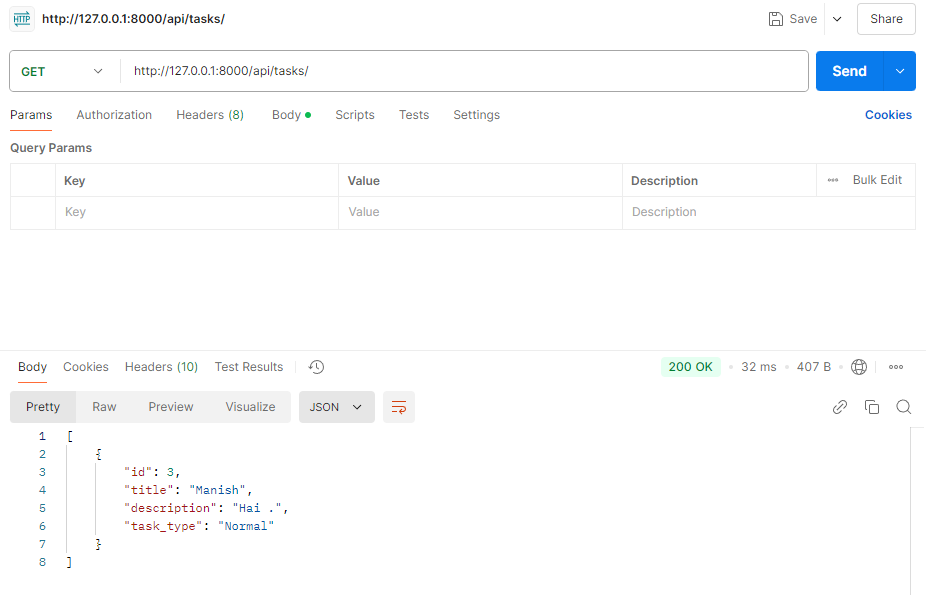 HTTP http://127.0.0.1:8000/api/tasks/ Save Share
GET http://127.0.0.1:8000/api/tasks/ Send
Params Authorization Headers (8) Body Scripts Tests Settings Cookies
Query Params
Key Value Description Bulk Edit
Key Value Description
Body Cookies Headers (10) Test Results 200 OK 32 ms 407 B
Pretty Raw Preview Visualize JSON
1 [
2 {
3 "id": 3,
4 "title": "Manish",
5 "description": "Hai .",
6 "task_type": "Normal"
7 }
8 ]